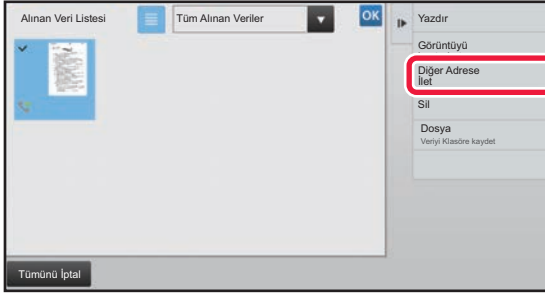 Alınan Veri Listesi
Tüm Alınan Veriler
OK
Yazdır
Görüntüyü
Diğer Adrese
İlet
Sil
Dosya
Veriyi Klasöre kaydet
Tümünü İptal